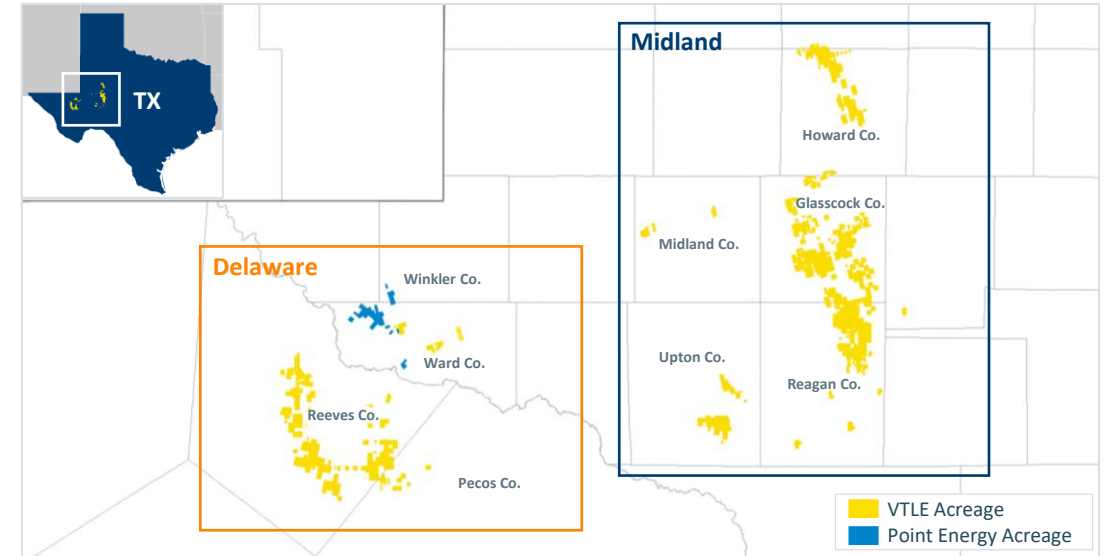 TX
Midland
Howard Co.
Glasscock Co.
Midland Co.
Delaware
Winkler Co.
Ward Co.
Upton Co.
Reagan Co.
Reeves Co.
Pecos Co.
VTLE Acreage
Point Energy Acreage